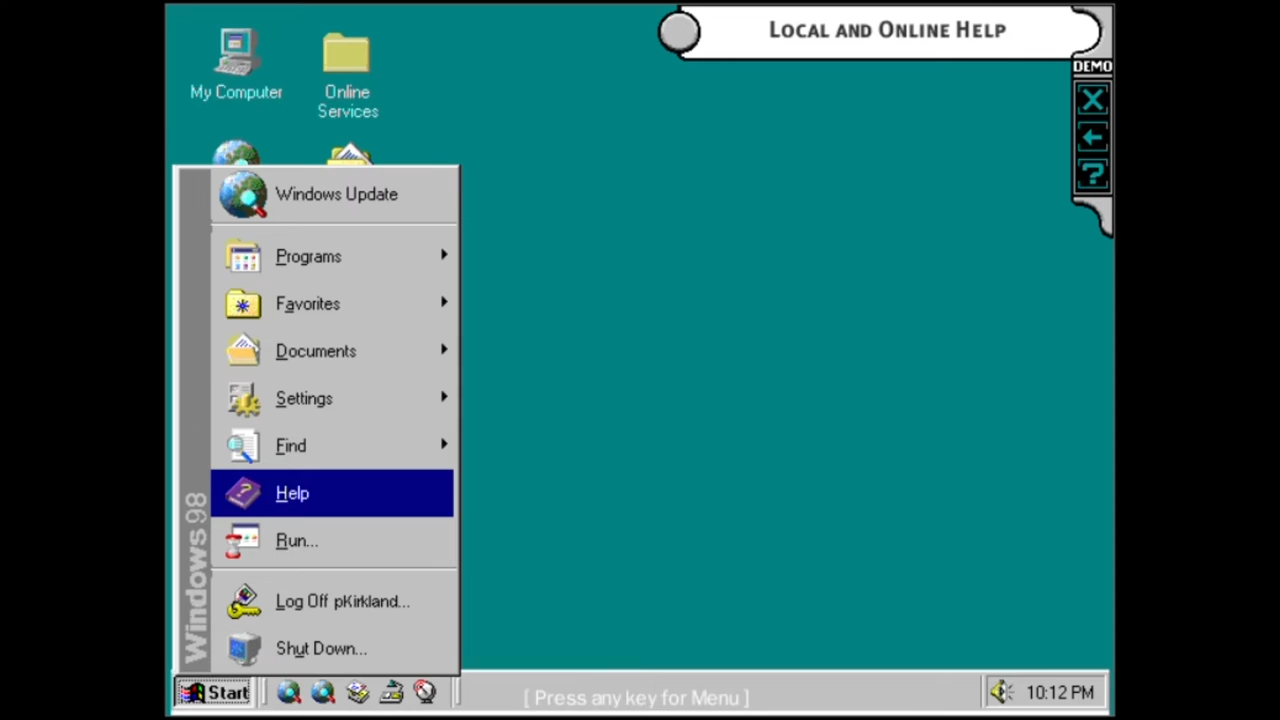 LOCAL AND ONLINE HELP
DEMO
My Computer
Online
Services
Windows Update
Programs
Favorites
Documents
Settings
Find
Help
Run...
Log Off pKirkland...
Shut Down...
Windows 98
Start
[ Press any key for Menu ]
10:12 PM